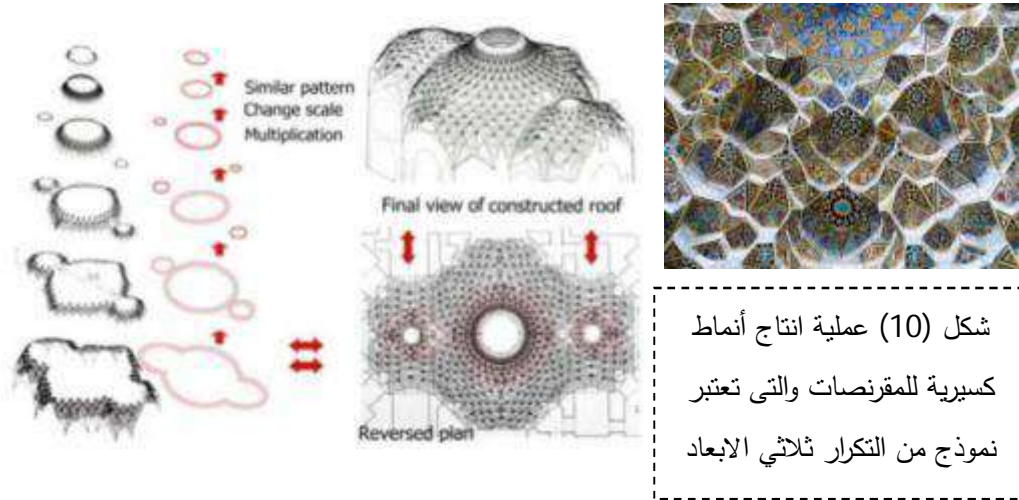 Similar pattern
Change scale
Multiplication
Final view of constructed roof
Reversed plan
شكل (10) عملية انتاج أنماط
كسيرية للمقرنصات والتى تعتبر
نموذج من التكرار ثلاثي الابعاد